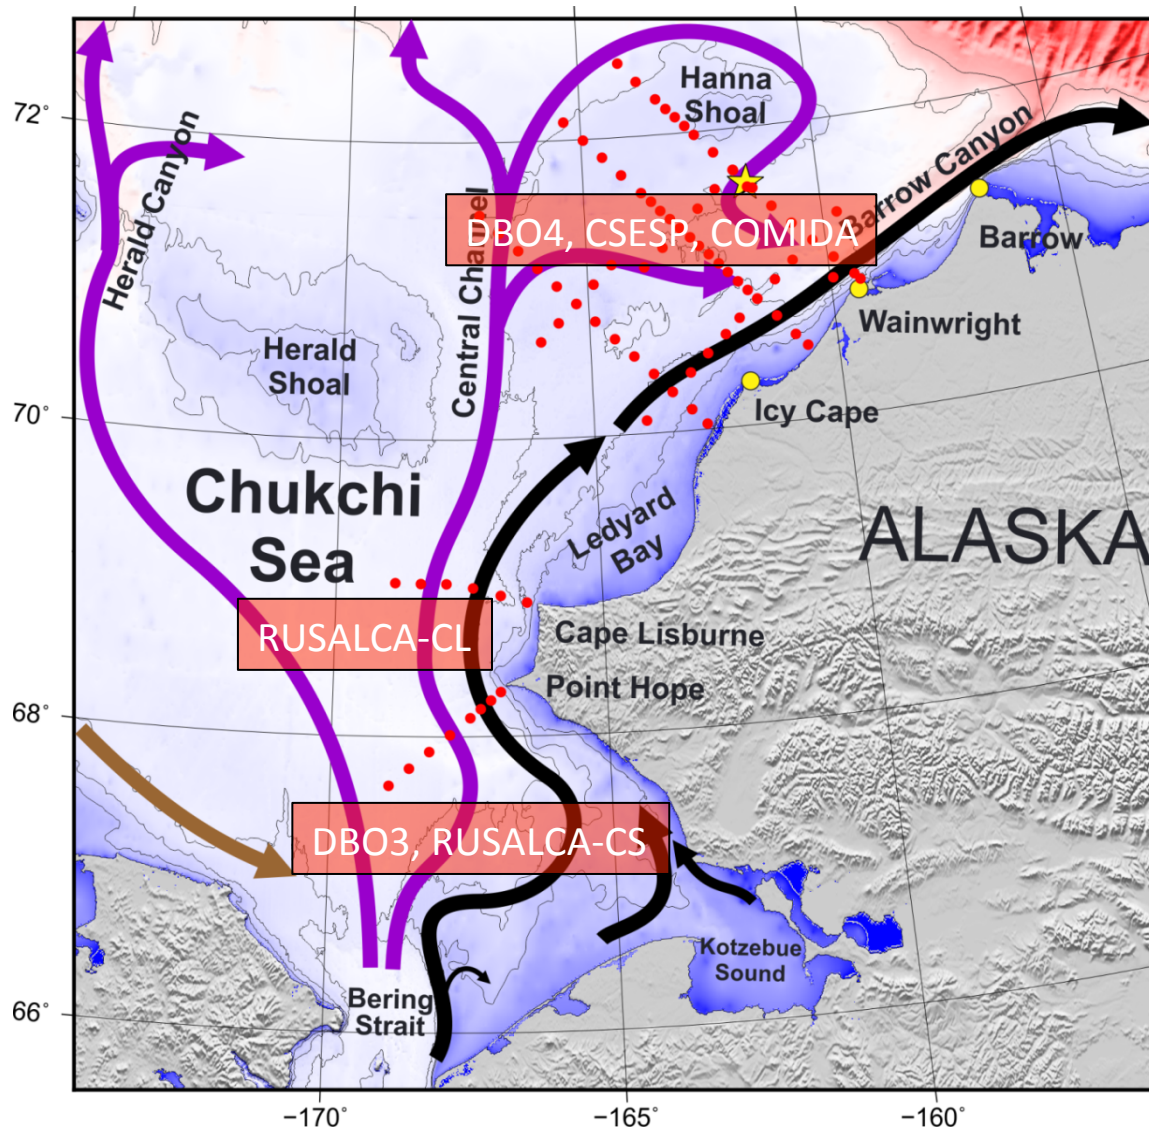 72°
Hanna
Shoal
Herald Canyon
Central Channel
Barrow Canyon
DBO4, CSESP, COMIDA
Barrow
Wainwright
Herald
Shoal
Icy Cape
70°
Chukchi
Sea
Ledyard
Bay
ALASKA
RUSALCA-CL
Cape Lisburne
Point Hope
68°
DBO3, RUSALCA-CS
Kotzebue
Sound
Bering
Strait
66°
−170°
−165°
−160°